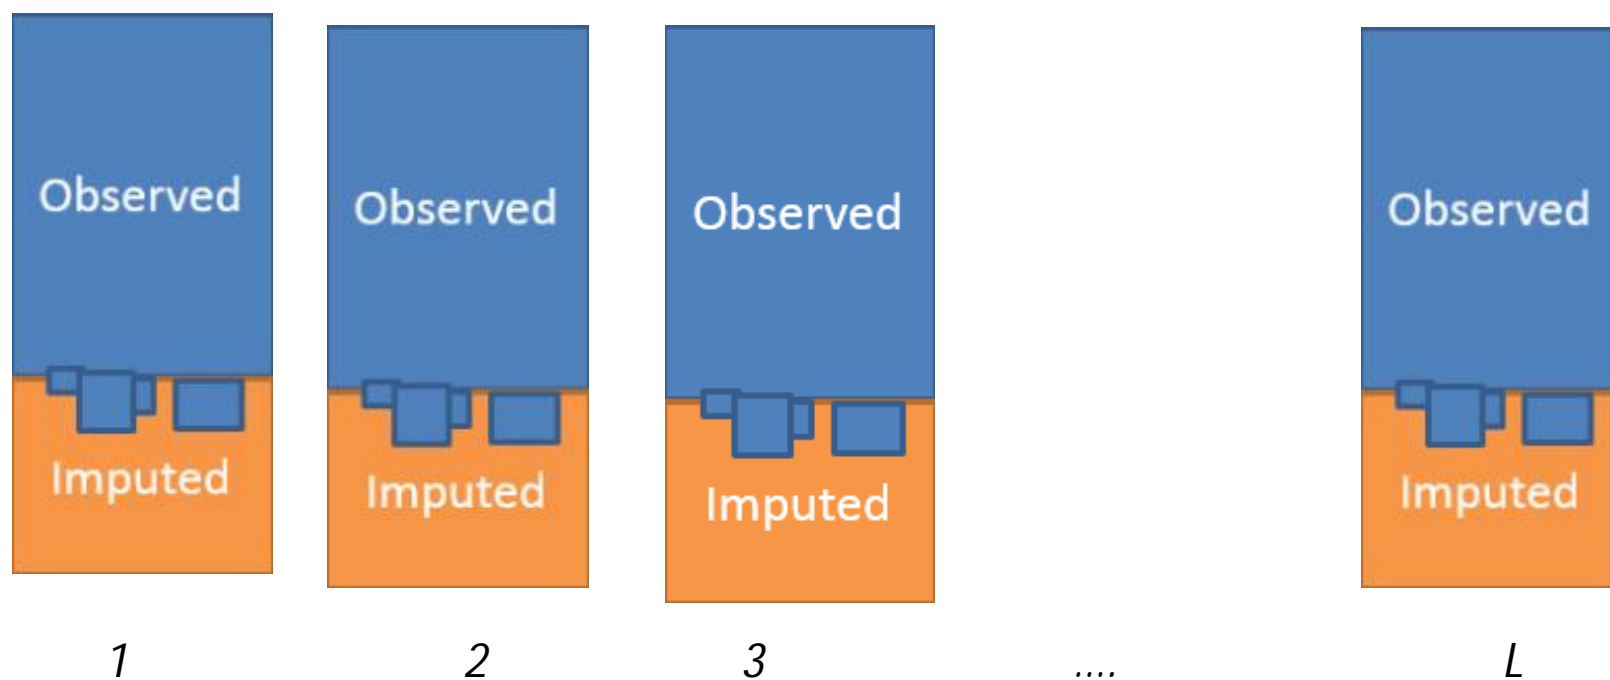 Observed Observed Observed Observed
Imputed Imputed Imputed Imputed
1 2 3 .... L